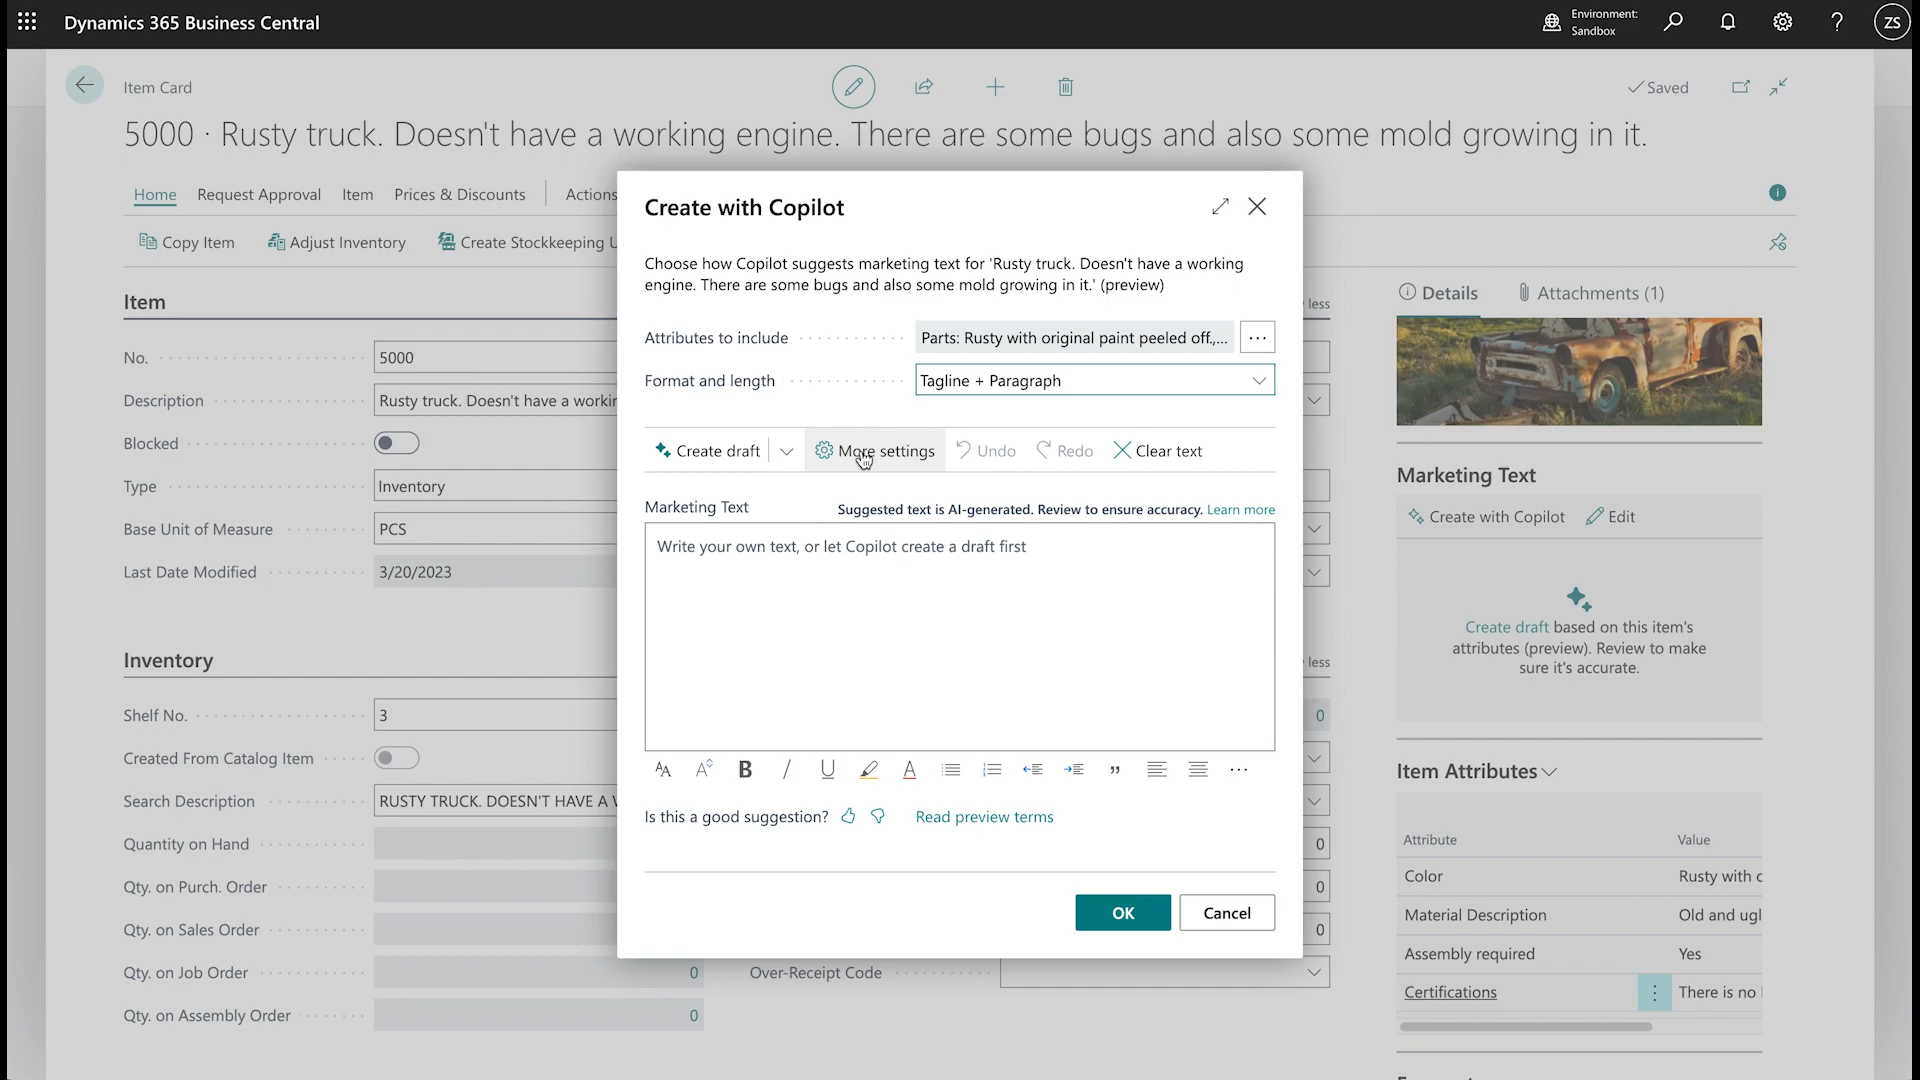 Dynamics 365 Business Central
Environment:
Sandbox
ZS
Item Card
Saved
5000 · Rusty truck. Doesn't have a working engine. There are some bugs and also some mold growing in it.
Home
Request Approval
Item
Prices & Discounts
Actions
Copy Item
Adjust Inventory
Create Stockkeeping U
Item
less
No.
5000
Description
Rusty truck. Doesn't have a workin
Blocked
Type
Inventory
Base Unit of Measure
PCS
Last Date Modified
3/20/2023
Inventory
less
Shelf No.
3
0
Created From Catalog Item
Search Description
RUSTY TRUCK. DOESN'T HAVE A W
Quantity on Hand
0
Qty. on Purch. Order
0
Qty. on Sales Order
0
Qty. on Job Order
0
Over-Receipt Code
Qty. on Assembly Order
0
Create with Copilot
Choose how Copilot suggests marketing text for 'Rusty truck. Doesn't have a working
engine. There are some bugs and also some mold growing in it.' (preview)
Attributes to include
Parts: Rusty with original paint peeled off.,...
Format and length
Tagline + Paragraph
Create draft
More settings
Undo
Redo
Clear text
Marketing Text
Suggested text is AI-generated. Review to ensure accuracy. Learn more
Write your own text, or let Copilot create a draft first
Is this a good suggestion?
Read preview terms
OK
Cancel
Details
Attachments (1)
Marketing Text
Create with Copilot
Edit
Create draft based on this item's
attributes (preview). Review to make
sure it's accurate.
Item Attributes
Attribute
Value
Color
Rusty with o
Material Description
Old and ugl
Assembly required
Yes
Certifications
There is no